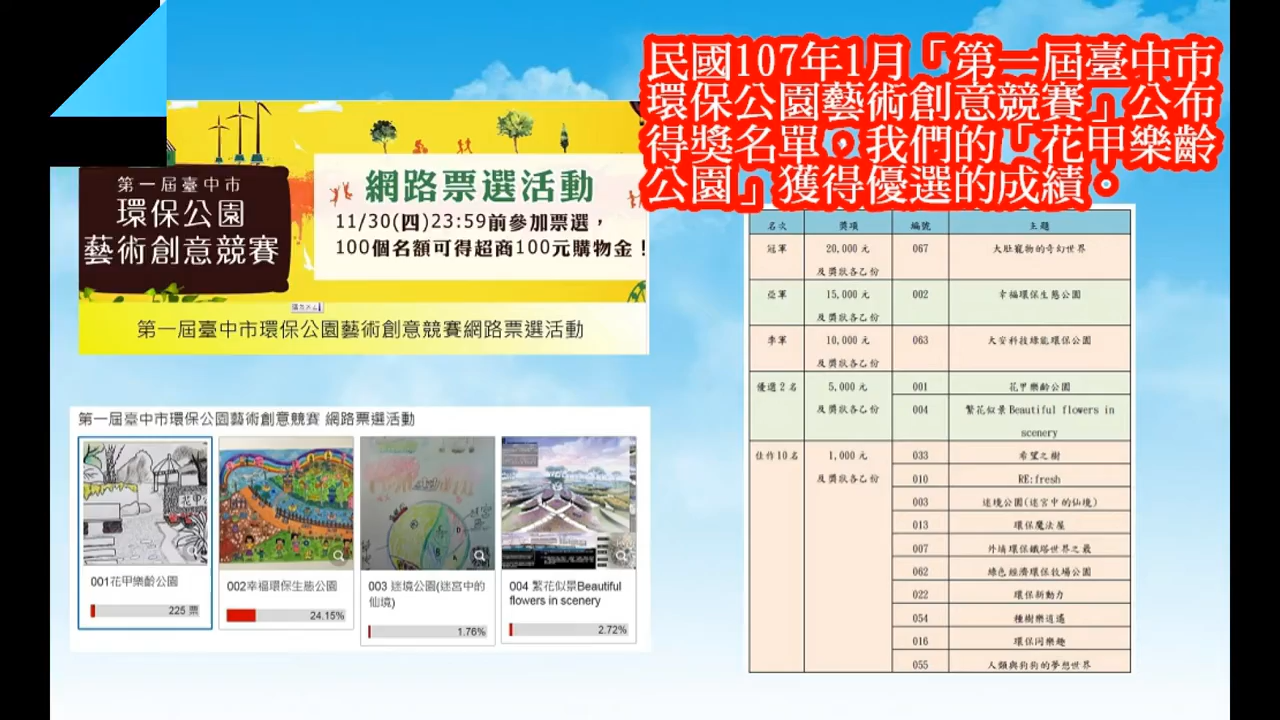 民國107年1月「第一屆臺中市
環保公園藝術創意競賽」公布
得獎名單。我們的「花甲樂齡
公園」獲得優選的成績。
第一屆臺中市
環保公園
藝術創意競賽
網路票選活動
11/30(四)23:59前參加票選，
100個名額可得超商100元購物金！
第一屆臺中市環保公園藝術創意競賽網路票選活動
第一屆臺中市環保公園藝術創意競賽 網路票選活動
001花甲樂齡公園
225 票
002幸福環保生態公園
24.15%
003 迷境公園(迷宮中的
仙境)
1.76%
004 繁花似景Beautiful
flowers in scenery
2.72%
名次 獎項 編號 主題
冠軍 20,000 元 067 大肚寵物的奇幻世界
及獎狀各乙份
亞軍 15,000 元 002 幸福環保生態公園
及獎狀各乙份
季軍 10,000 元 063 大安科技綠能環保公園
及獎狀各乙份
優選2名 5,000 元 001 花甲樂齡公園
及獎狀各乙份 004 繁花似景Beautiful flowers in
scenery
佳作10名 1,000 元 033 希望之樹
及獎狀各乙份 010 RE:fresh
003 迷境公園(迷宮中的仙境)
013 環保魔法屋
007 外埔環保鐵塔世界之最
062 綠色經濟環保牧場公園
022 環保新動力
054 種樹樂逍遙
016 環保同樂趣
055 人類與狗狗的夢想世界